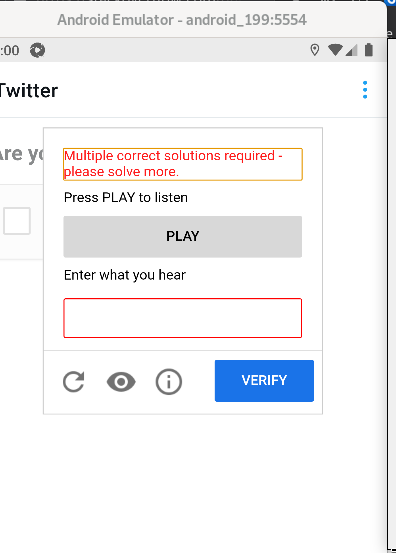 Android Emulator - android_199:5554
:00
Twitter
Are yo
Multiple correct solutions required -
please solve more.
Press PLAY to listen
PLAY
Enter what you hear
VERIFY